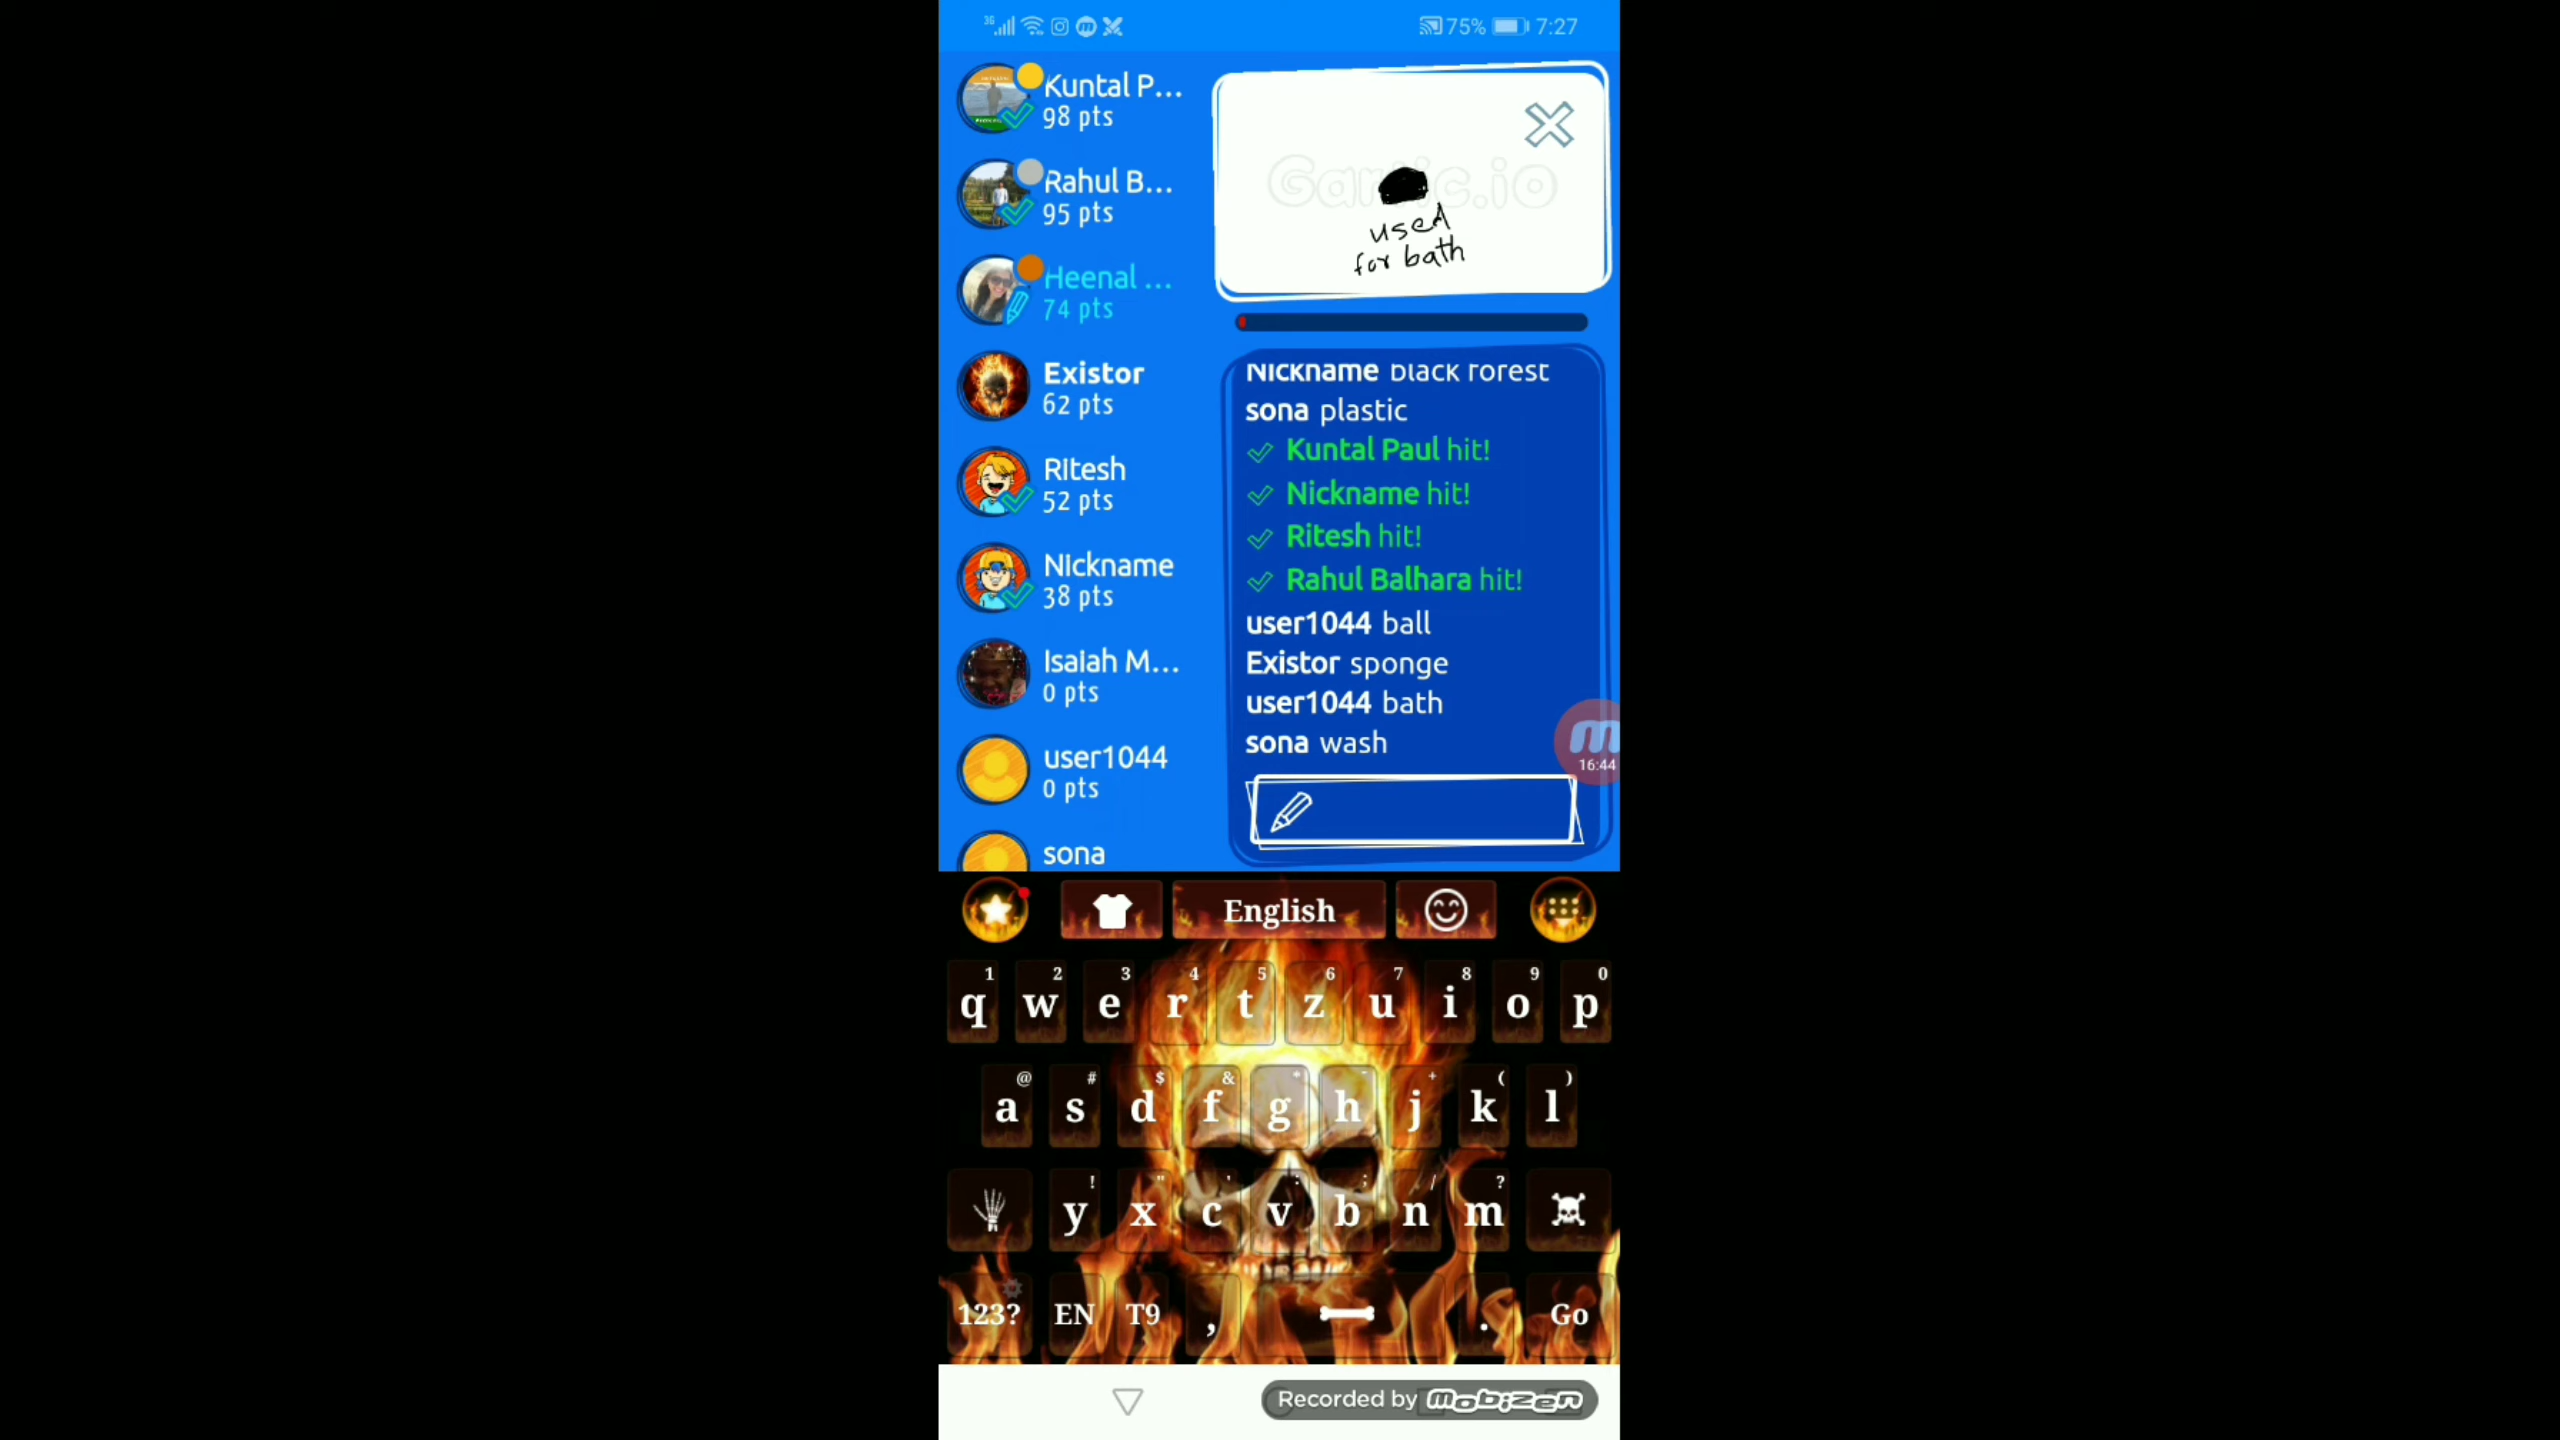 3G 75% 7:27
Kuntal P...
98 pts
Rahul B...
95 pts
Heenal ...
74 pts
Existor
62 pts
Ritesh
52 pts
Nickname
38 pts
Isaiah M...
0 pts
user1044
0 pts
sona
Gartic.io
used
for bath
Nickname black forest
sona plastic
Kuntal Paul hit!
Nickname hit!
Ritesh hit!
Rahul Balhara hit!
user1044 ball
Existor sponge
user1044 bath
sona wash
m
16:44
English
1 2 3 4 5 6 7 8 9 0
q w e r t z u i o p
@ # $ & * - + ( )
a s d f g h j k l
! " ' : ; / ?
y x c v b n m
123? EN T9 , . Go
Recorded by mobizen